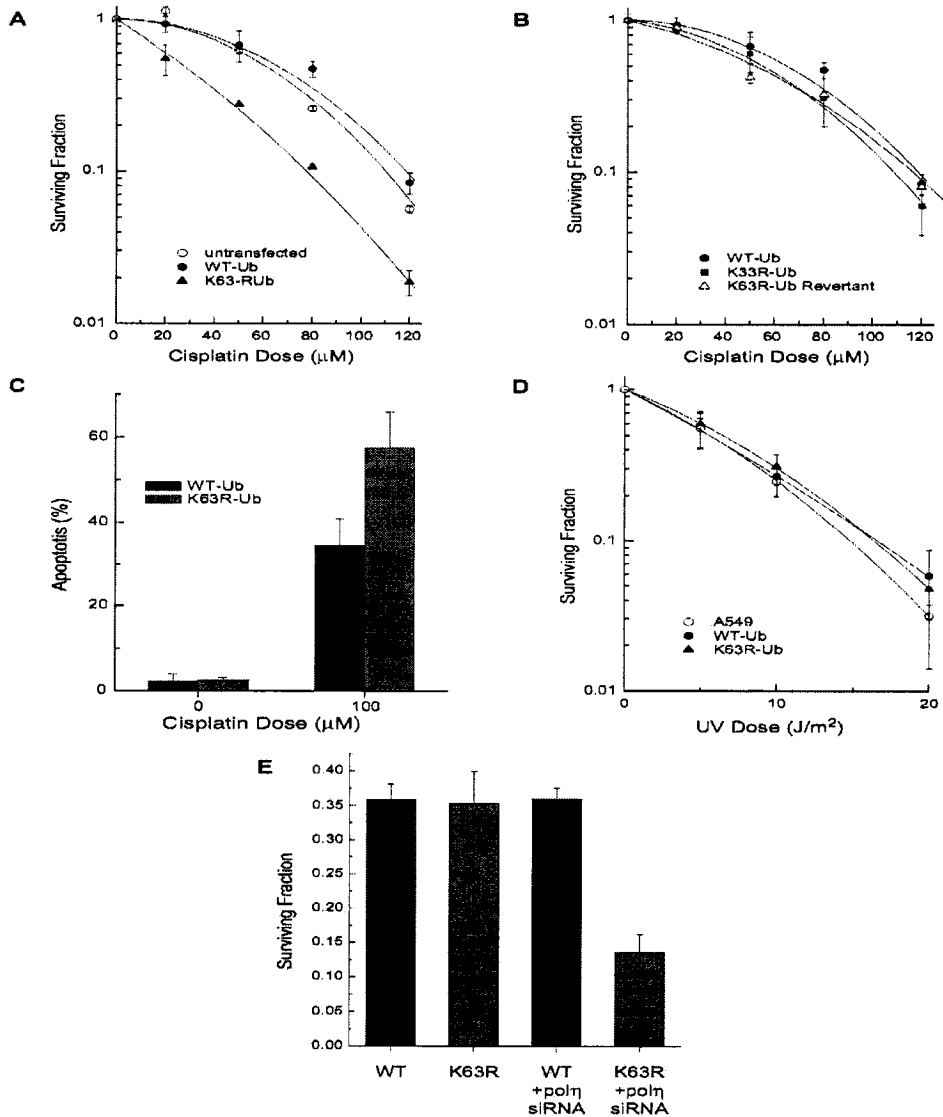 A
1
0.1
0.01
Surviving Fraction
untransfected
WT-Ub
K63-RUb
0 20 40 60 80 100 120
Cisplatin Dose (µM)
B
1
0.1
0.01
Surviving Fraction
WT-Ub
K33R-Ub
K63R-Ub Revertant
0 20 40 60 80 100 120
Cisplatin Dose (µM)
C
60
40
20
0
Apoptotis (%)
WT-Ub
K63R-Ub
0 100
Cisplatin Dose (µM)
D
1
0.1
0.01
Surviving Fraction
A549
WT-Ub
K63R-Ub
0 10 20
UV Dose (J/m²)
E
0.40
0.35
0.30
0.25
0.20
0.15
0.10
0.05
0.00
Surviving Fraction
WT K63R WT K63R
+polη +polη
siRNA siRNA